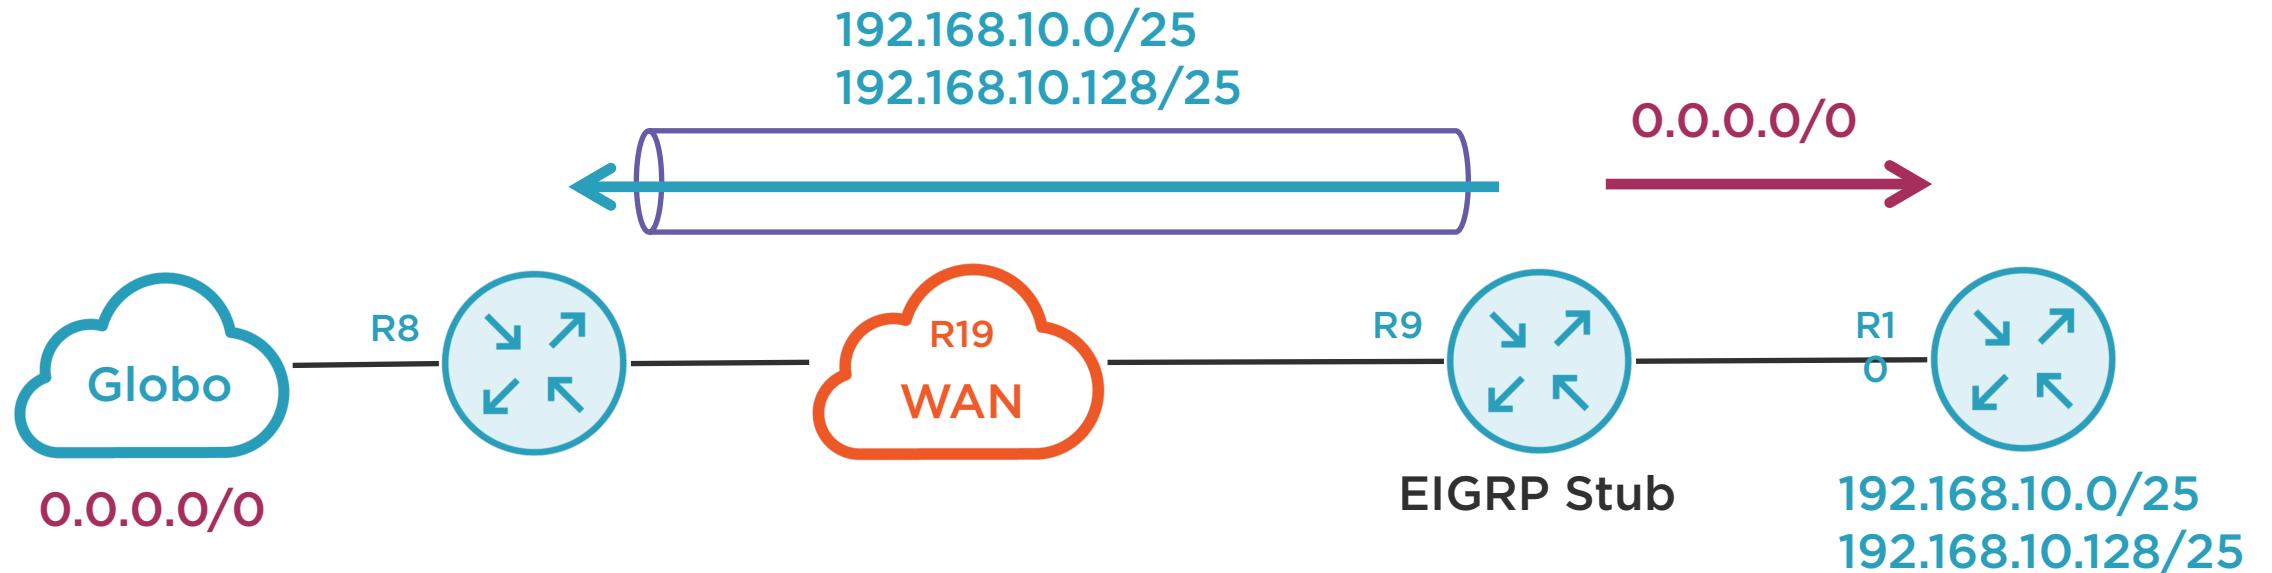 192.168.10.0/25
192.168.10.128/25
0.0.0.0/0
R8
R19
R9
R1
0
Globo
WAN
EIGRP Stub
0.0.0.0/0
192.168.10.0/25
192.168.10.128/25